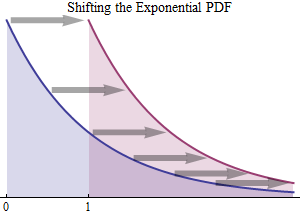 Shifting the Exponential PDF
0 1